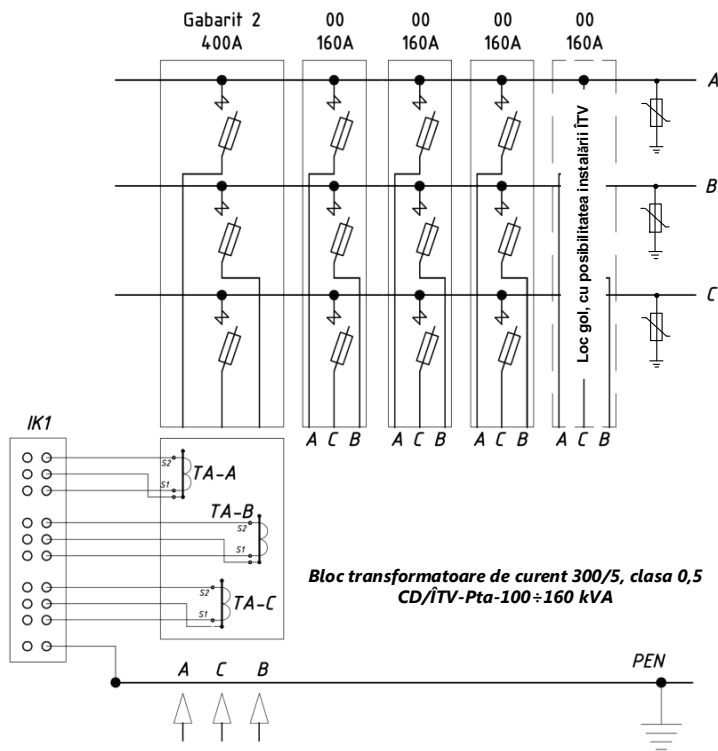 Gabarit 2 00 00 00 00
400A 160A 160A 160A 160A
A
B
C
Loc gol, cu posibilitatea instalării ÎTV
A C B A C B A C B A C B
IK1
S2
TA-A
S1
TA-B
S2
S1
S2
TA-C
S1
Bloc transformatoare de curent 300/5, clasa 0,5
CD/ÎTV-Pta-100÷160 kVA
A C B
PEN